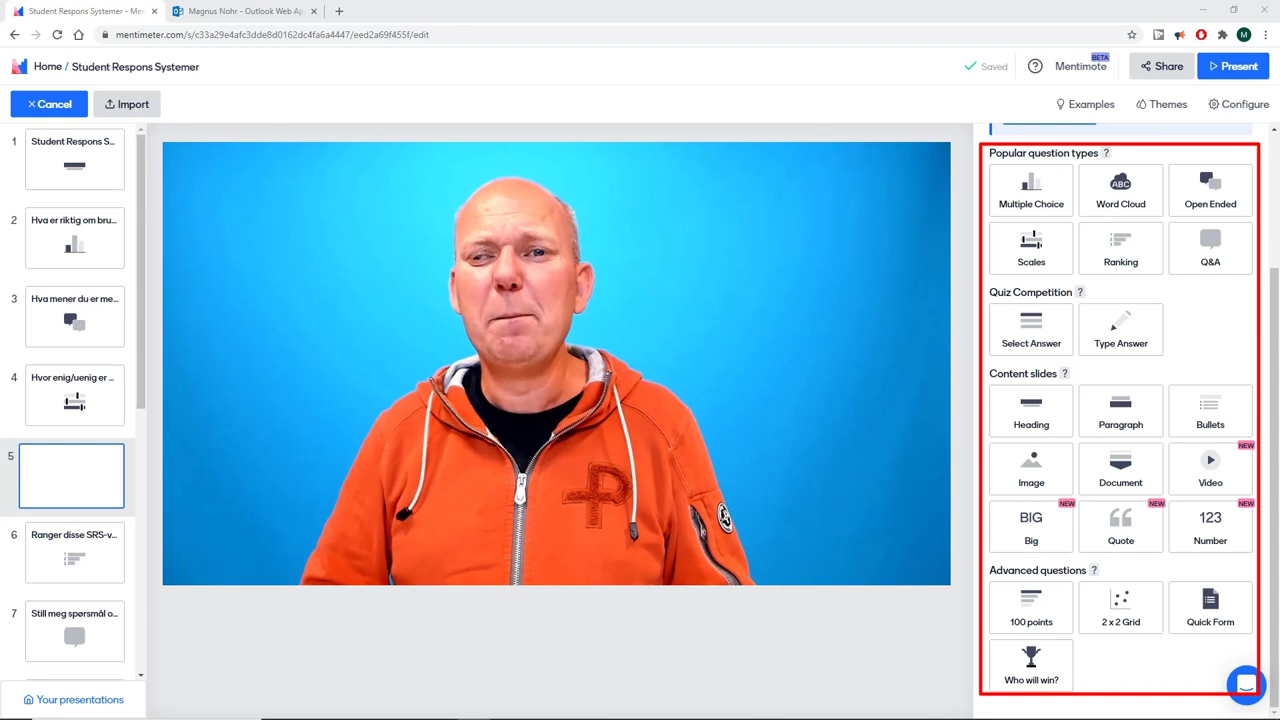 Student Respons Systemer - Men
Magnus Nohr - Outlook Web Ap
mentimeter.com/s/c33a29e4afc3dde8d0162dc4fa6a4447/eed2a69f455f/edit
M
Home / Student Respons Systemer
Saved
Mentimote
BETA
Share
Present
Cancel
Import
Examples
Themes
Configure
1
Student Respons S...
2
Hva er riktig om bru...
3
Hva mener du er me...
4
Hvor enig/uenig er ...
5
6
Ranger disse SRS-v...
7
Still meg spørsmål o...
Your presentations
Popular question types ?
Multiple Choice
ABC
Word Cloud
Open Ended
Scales
Ranking
Q&A
Quiz Competition ?
Select Answer
Type Answer
Content slides ?
Heading
Paragraph
Bullets
Image
Document
NEW
Video
NEW
BIG
Big
NEW
Quote
NEW
123
Number
Advanced questions ?
100 points
2 x 2 Grid
Quick Form
Who will win?